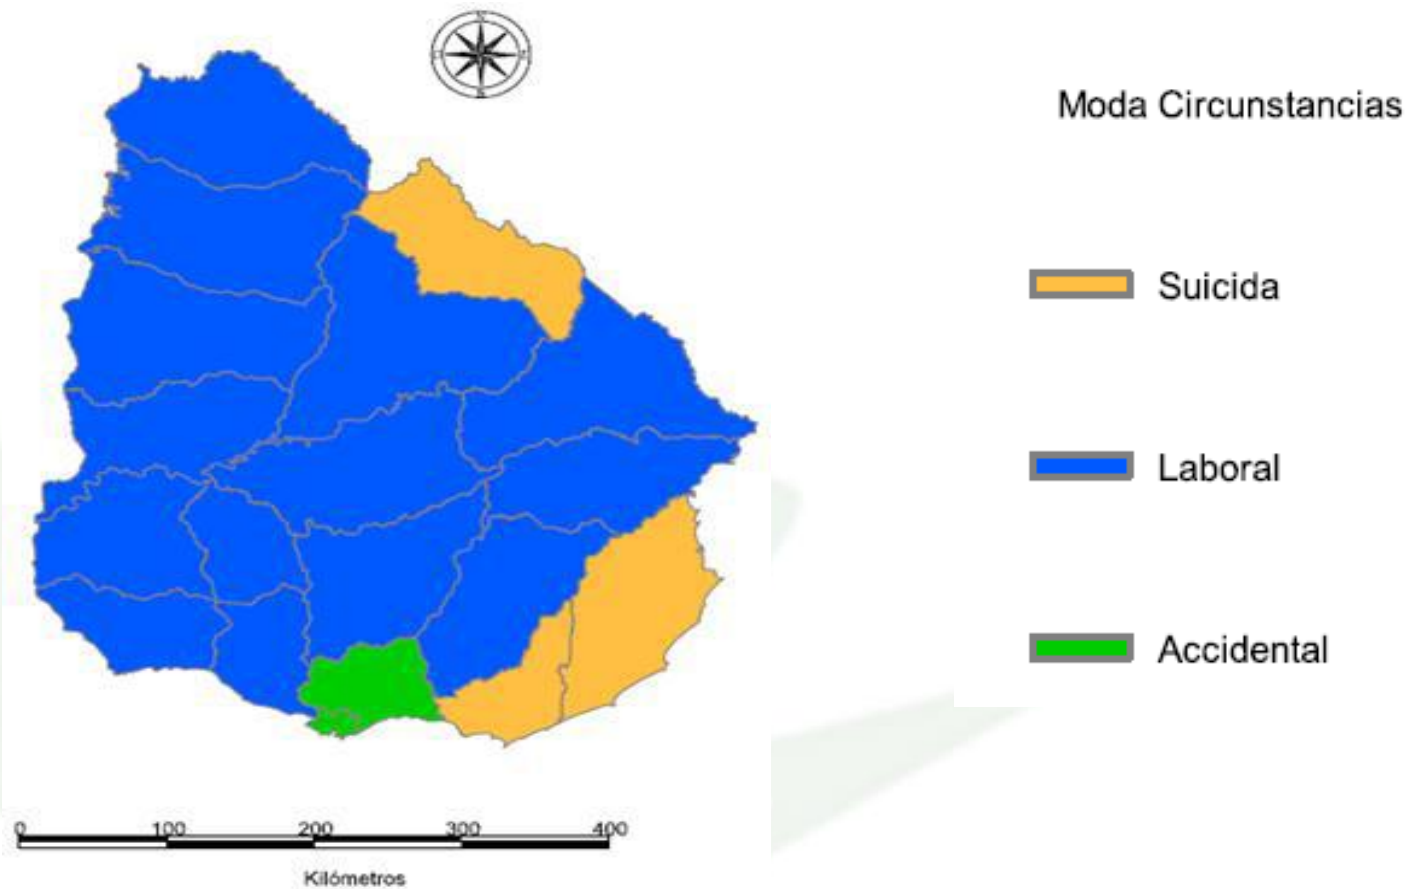 N
S
Moda Circunstancias
Suicida
Laboral
Accidental
0 100 200 300 400
Kilómetros